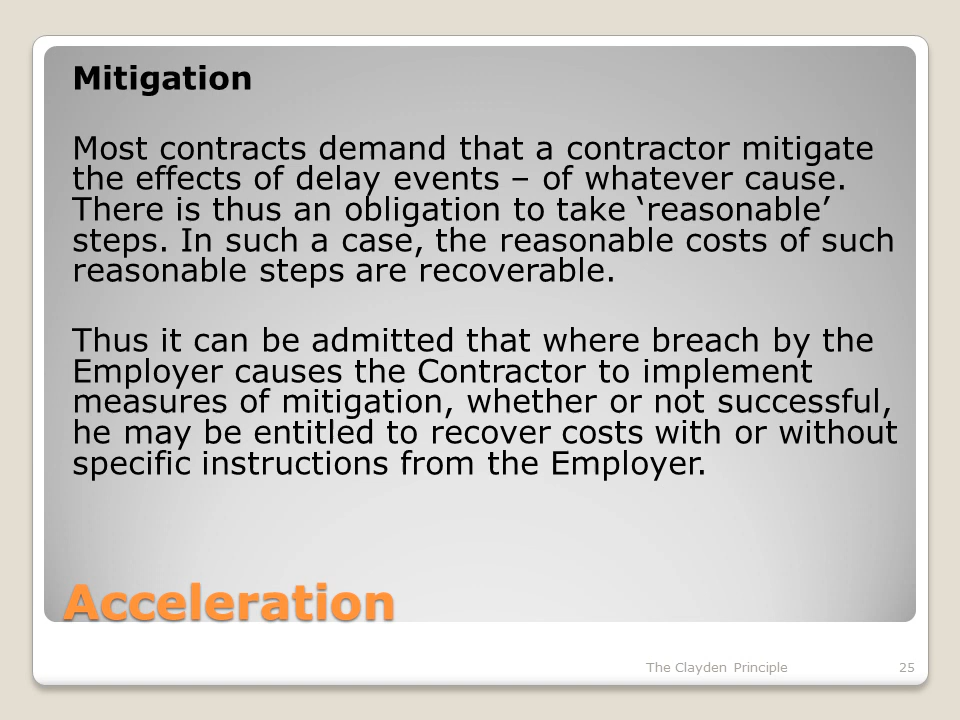 Mitigation
Most contracts demand that a contractor mitigate
the effects of delay events – of whatever cause.
There is thus an obligation to take ‘reasonable’
steps. In such a case, the reasonable costs of such
reasonable steps are recoverable.
Thus it can be admitted that where breach by the
Employer causes the Contractor to implement
measures of mitigation, whether or not successful,
he may be entitled to recover costs with or without
specific instructions from the Employer.
Acceleration
The Clayden Principle 25